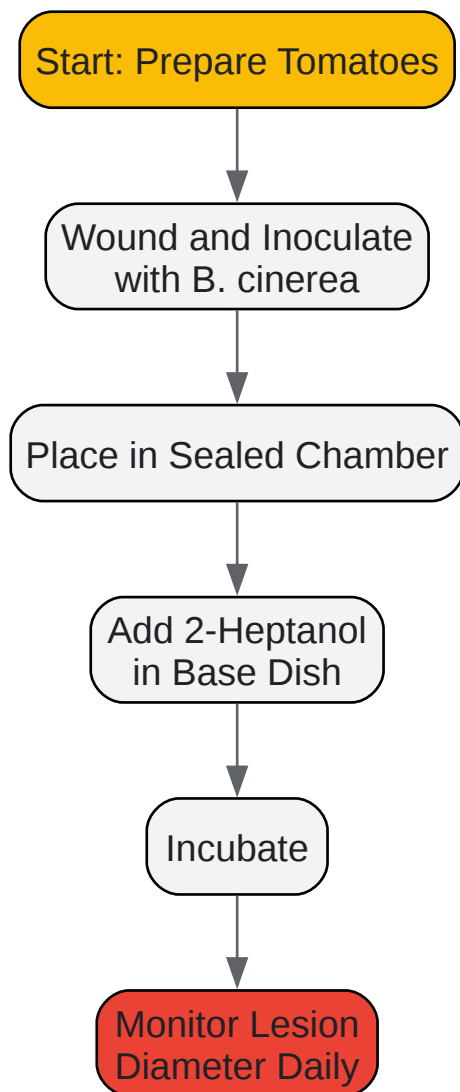 Start: Prepare Tomatoes
Wound and Inoculate
with B. cinerea
Place in Sealed Chamber
Add 2-Heptanol
in Base Dish
Incubate
Monitor Lesion
Diameter Daily